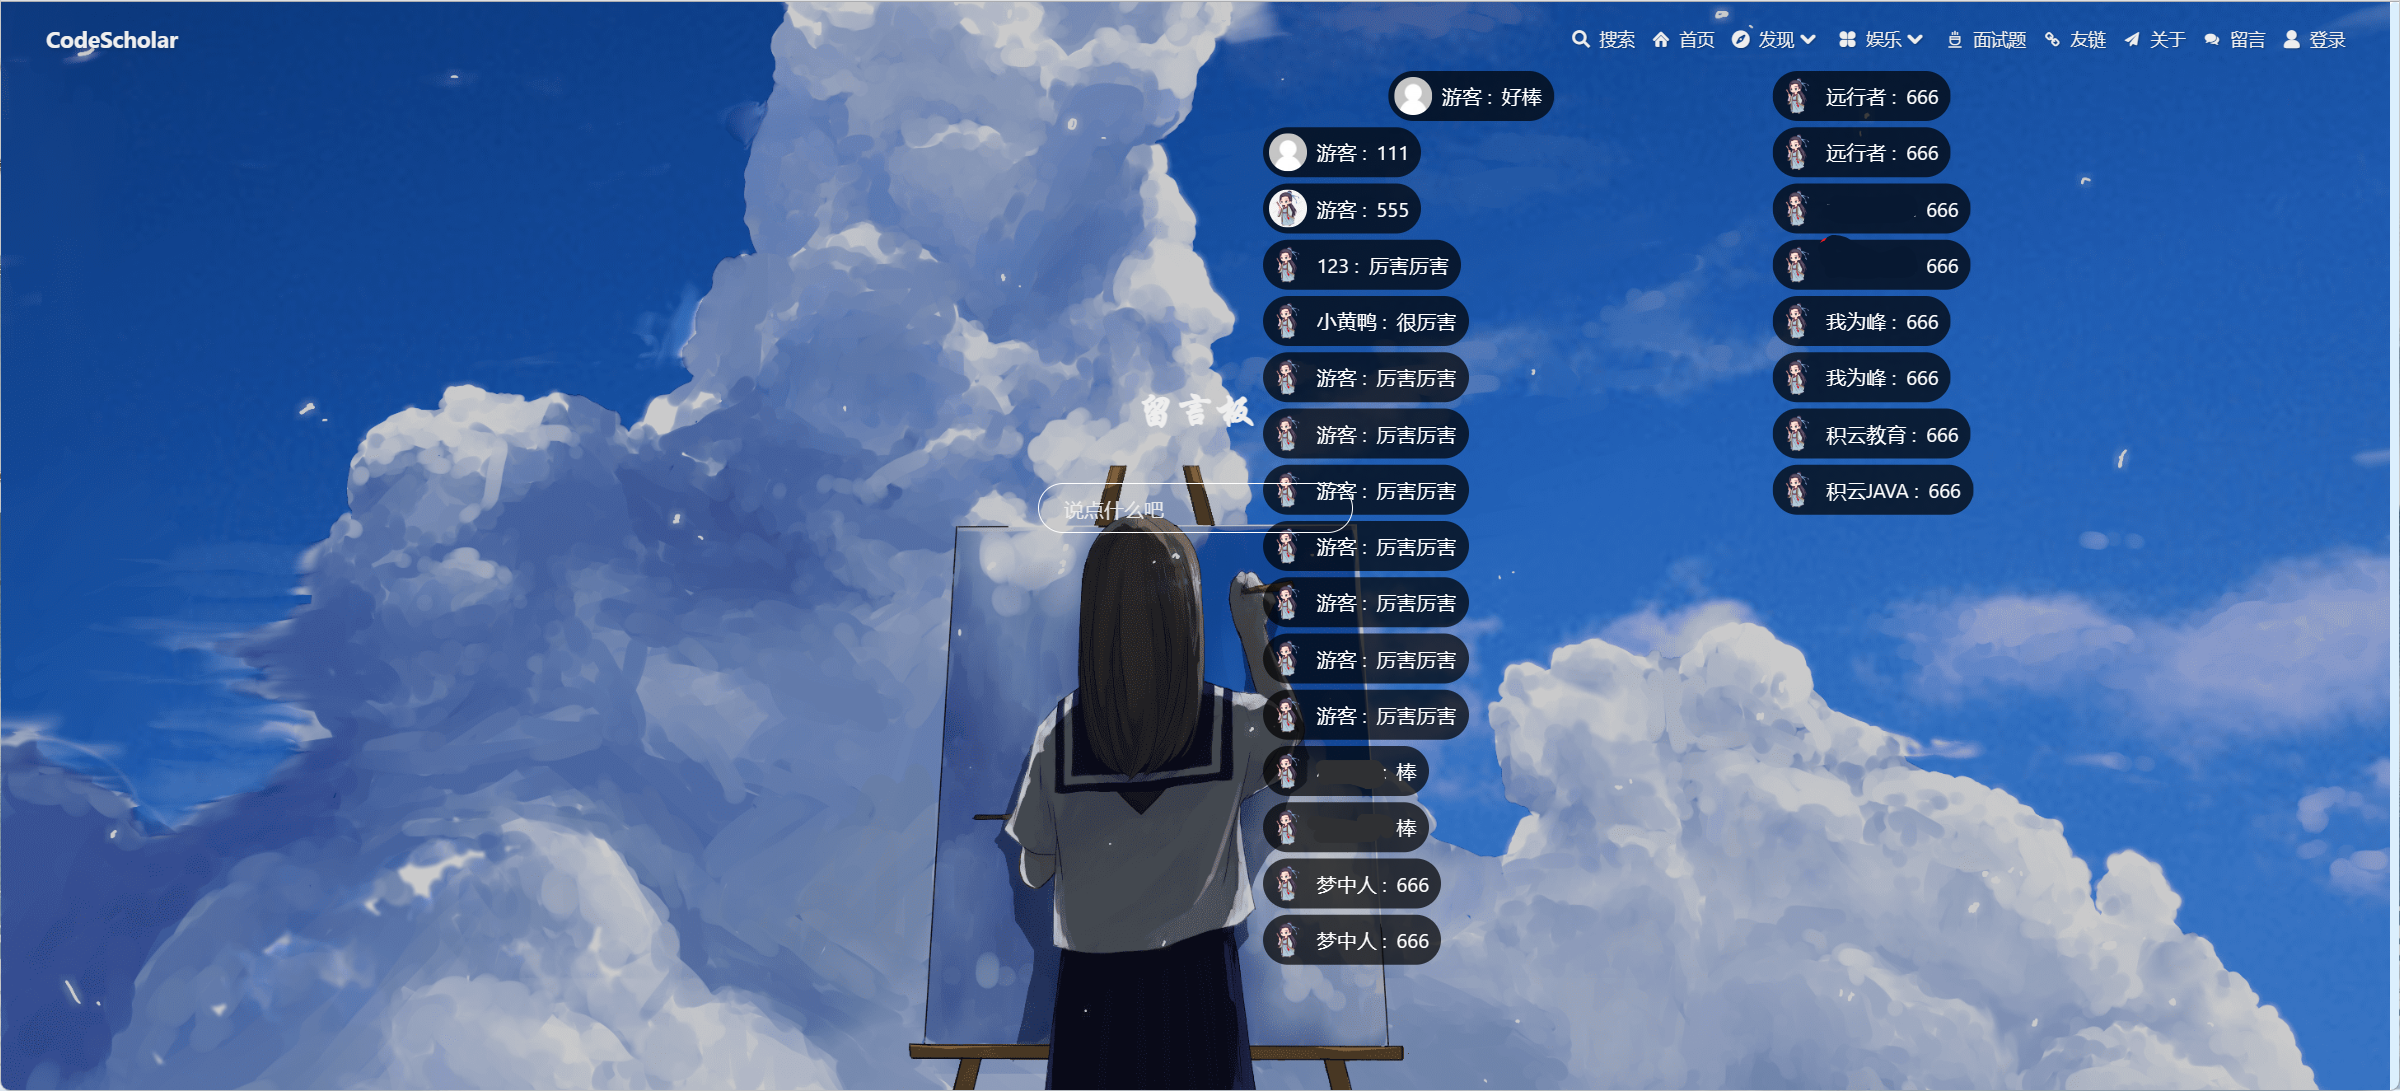 CodeScholar
搜索 首页 发现 娱乐 面试题 友链 关于 留言 登录
游客 : 好棒
游客 : 111
游客 : 555
123 : 厉害厉害
小黄鸭 : 很厉害
游客 : 厉害厉害
游客 : 厉害厉害
游客 : 厉害厉害
游客 : 厉害厉害
游客 : 厉害厉害
游客 : 厉害厉害
游客 : 厉害厉害
: 棒
棒
梦中人 : 666
梦中人 : 666
远行者 : 666
远行者 : 666
666
666
我为峰 : 666
我为峰 : 666
积云教育 : 666
积云JAVA : 666
留言板
说点什么吧